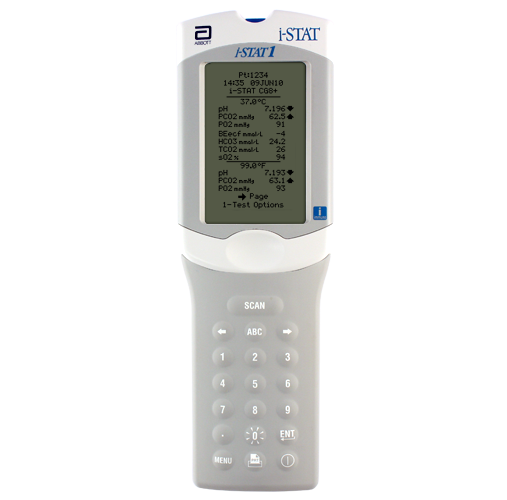 ABBOTT
i-STAT
i-STAT 1
Pt:1234
14:35 09JUN10
i-STAT CG8+
37.0°C
pH 7.196
PCO2 mmHg 62.5
PO2 mmHg 91
BEecf mmol/L -4
HCO3 mmol/L 24.2
TCO2 mmol/L 26
sO2 % 94
99.0°F
pH 7.193
PCO2 mmHg 63.1
PO2 mmHg 93
Page
1-Test Options
i
SCAN
ABC
1 2 3
4 5 6
7 8 9
. 0 ENT
MENU